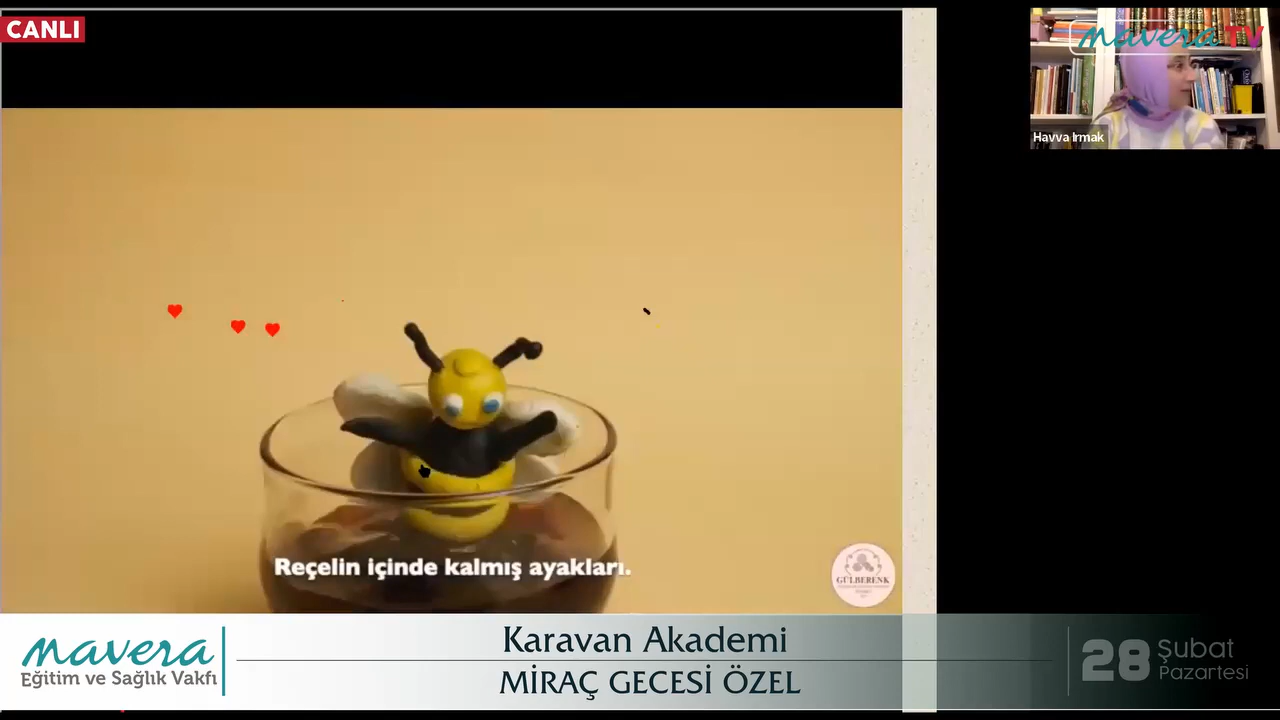 CANLI
mavera TV
Havva Irmak
Reçelin içinde kalmış ayakları.
GÜLBERENK
mavera
Eğitim ve Sağlık Vakfı
Karavan Akademi
MİRAÇ GECESİ ÖZEL
28 Şubat
Pazartesi